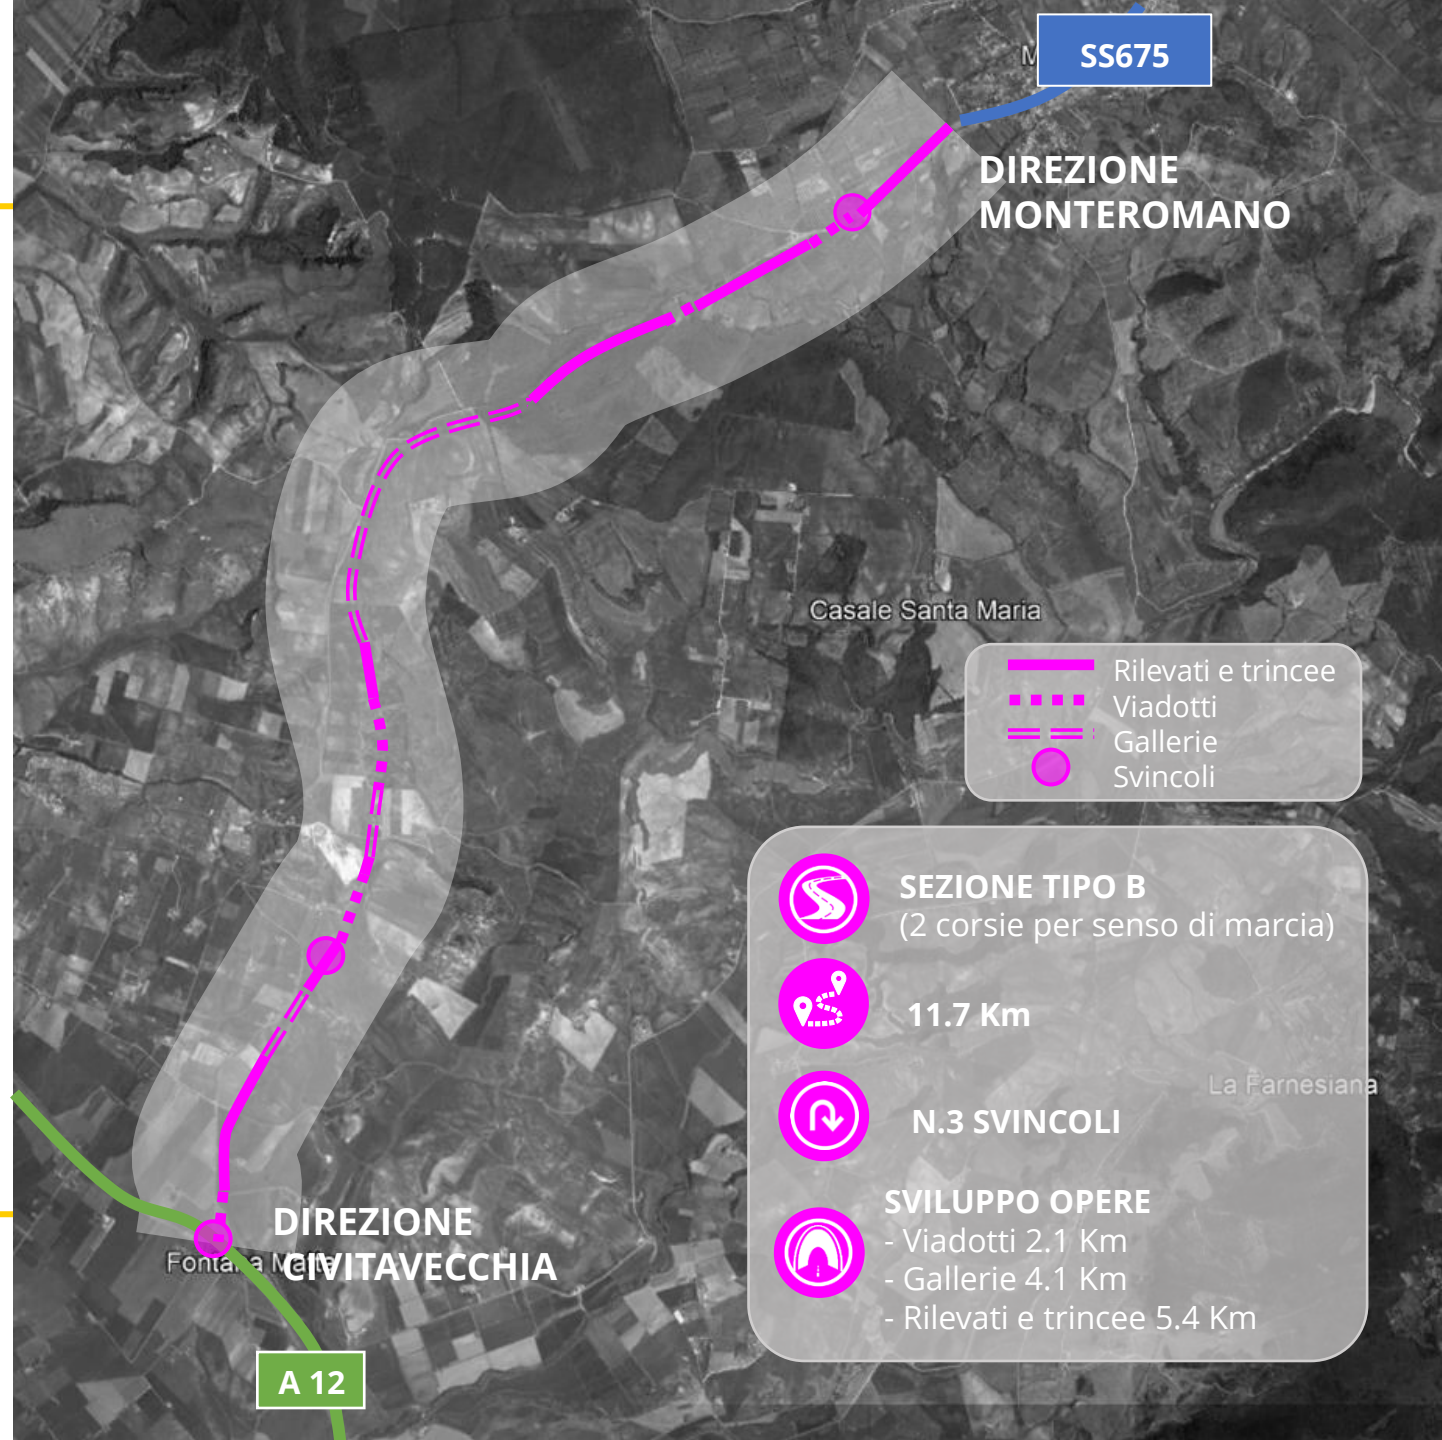 SS675
DIREZIONE
MONTEROMANO
Casale Santa Maria
Rilevati e trincee
Viadotti
Gallerie
Svincoli
SEZIONE TIPO B
(2 corsie per senso di marcia)
11.7 Km
La Farnesiana
N.3 SVINCOLI
SVILUPPO OPERE
- Viadotti 2.1 Km
- Gallerie 4.1 Km
- Rilevati e trincee 5.4 Km
DIREZIONE
CIVITAVECCHIA
Fontana
A 12